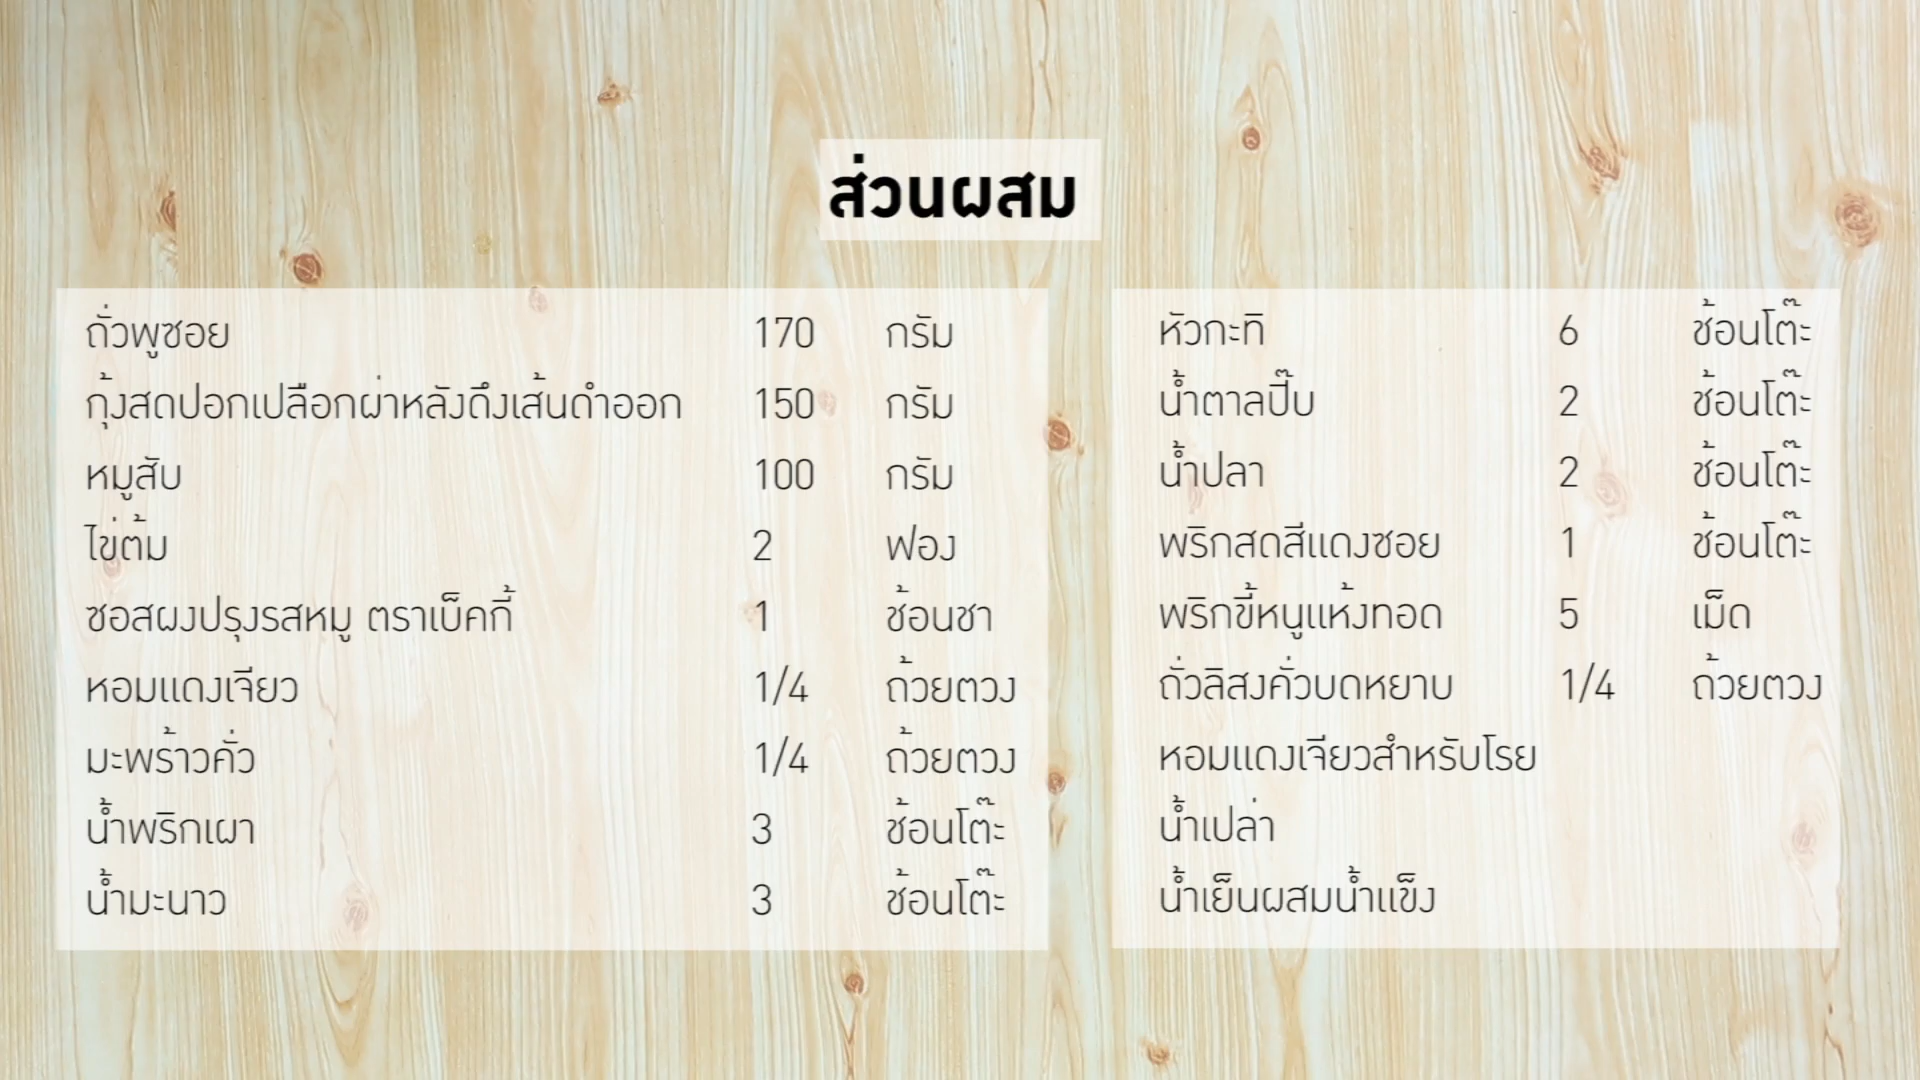 ส่วนผสม
ถั่วพูซอย 170 กรัม
กุ้งสดปอกเปลือกผ่าหลังดึงเส้นดำออก 150 กรัม
หมูสับ 100 กรัม
ไข่ต้ม 2 ฟอง
ซอสผงปรุงรสหมู ตราเบ็คกี้ 1 ช้อนชา
หอมแดงเจียว 1/4 ถ้วยตวง
มะพร้าวคั่ว 1/4 ถ้วยตวง
น้ำพริกเผา 3 ช้อนโต๊ะ
น้ำมะนาว 3 ช้อนโต๊ะ
หัวกะทิ 6 ช้อนโต๊ะ
น้ำตาลปี๊บ 2 ช้อนโต๊ะ
น้ำปลา 2 ช้อนโต๊ะ
พริกสดสีแดงซอย 1 ช้อนโต๊ะ
พริกขี้หนูแห้งทอด 5 เม็ด
ถั่วลิสงคั่วบดหยาบ 1/4 ถ้วยตวง
หอมแดงเจียวสำหรับโรย
น้ำเปล่า
น้ำเย็นผสมน้ำแข็ง